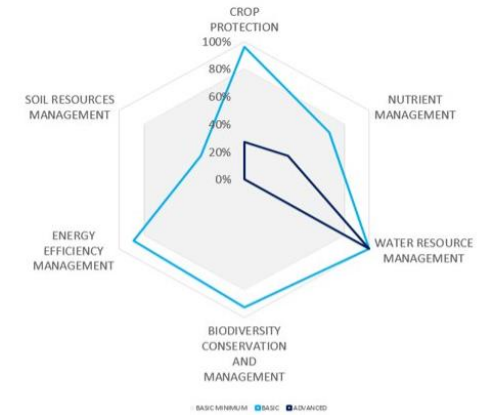 CROP
PROTECTION
100%
80%
60%
40%
20%
0%
SOIL RESOURCES
MANAGEMENT
NUTRIENT
MANAGEMENT
ENERGY
EFFICIENCY
MANAGEMENT
WATER RESOURCE
MANAGEMENT
BIODIVERSITY
CONSERVATION
AND
MANAGEMENT
BASIC MINIMUM BASIC ADVANCED